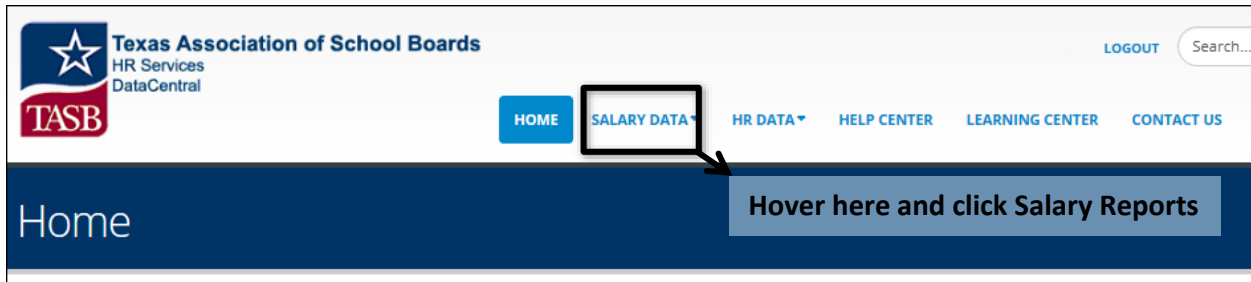 Texas Association of School Boards
HR Services
DataCentral
TASB
LOGOUT Search...
HOME SALARY DATA HR DATA HELP CENTER LEARNING CENTER CONTACT US
Hover here and click Salary Reports
Home